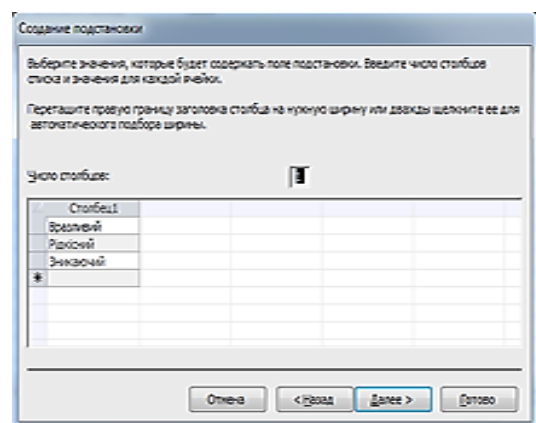 Создание подстановки
Выберите значения, которые будет содержать поле подстановки. Введите число столбцов
списка и значения для каждой ячейки.
Перетащите правую границу заголовка столбца на нужную ширину или дважды щелкните ее для
автоматического подбора ширины.
Число столбцов: 1
Столбец1
Вразливий
Рідкісний
Зникаючий
Отмена < Назад Далее > Готово